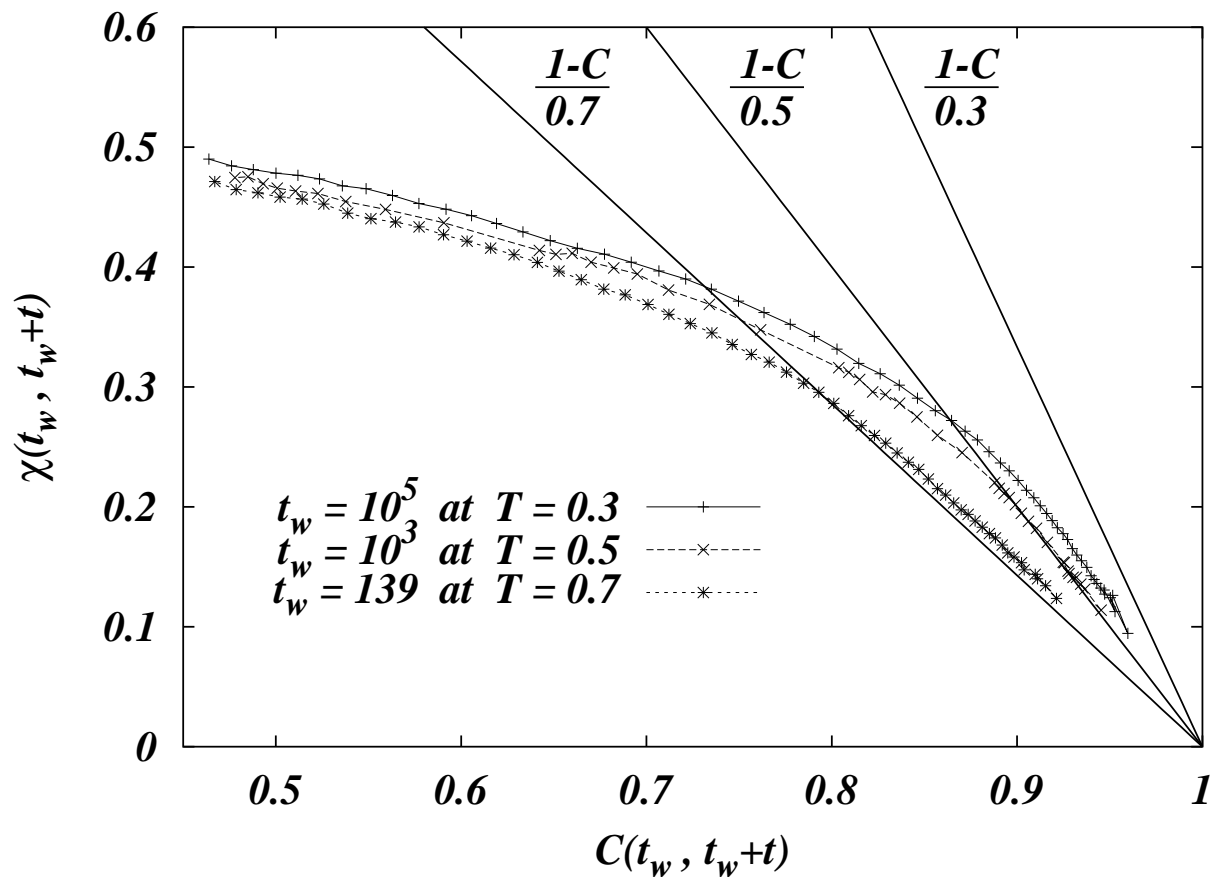 0.6
0.5
0.4
0.3
0.2
0.1
0
χ(t_w , t_w+t)
1-C
0.7
1-C
0.5
1-C
0.3
t_w = 10^5 at T = 0.3
t_w = 10^3 at T = 0.5
t_w = 139 at T = 0.7
0.5 0.6 0.7 0.8 0.9 1
C(t_w , t_w+t)